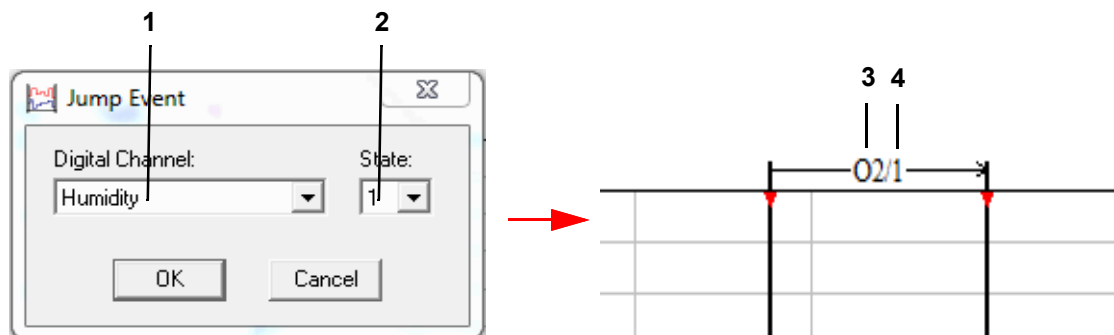 1 2
Jump Event
Digital Channel: State:
Humidity 1
OK Cancel
3 4
O2/1